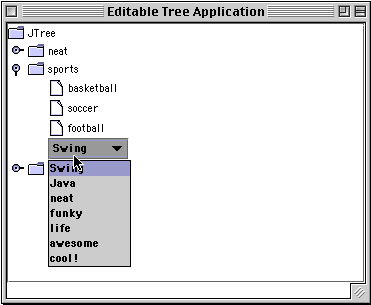 Editable Tree Application
JTree
neat
sports
basketball
soccer
football
Swing
Swing
Java
neat
funky
life
awesome
cool!